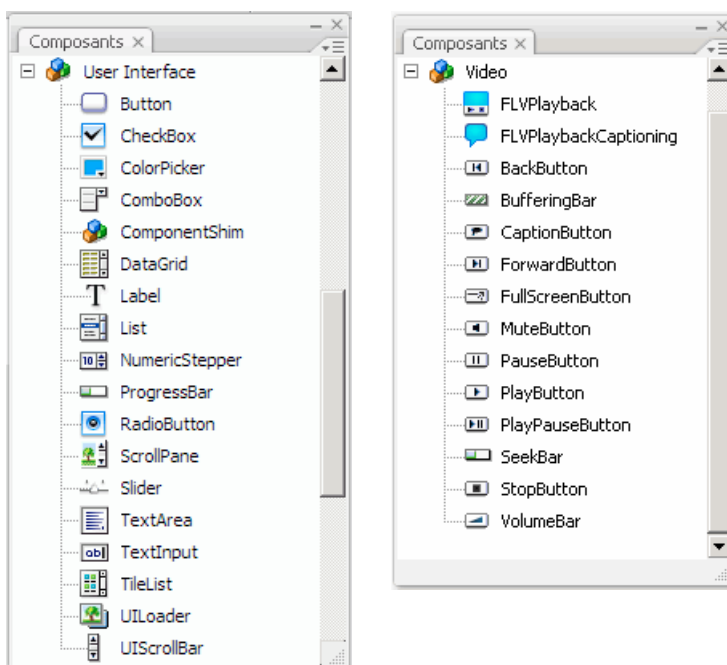 Composants
User Interface
Button
CheckBox
ColorPicker
ComboBox
ComponentShim
DataGrid
Label
List
NumericStepper
ProgressBar
RadioButton
ScrollPane
Slider
TextArea
TextInput
TileList
UILoader
UIScrollBar
Composants
Video
FLVPlayback
FLVPlaybackCaptioning
BackButton
BufferingBar
CaptionButton
ForwardButton
FullScreenButton
MuteButton
PauseButton
PlayButton
PlayPauseButton
SeekBar
StopButton
VolumeBar